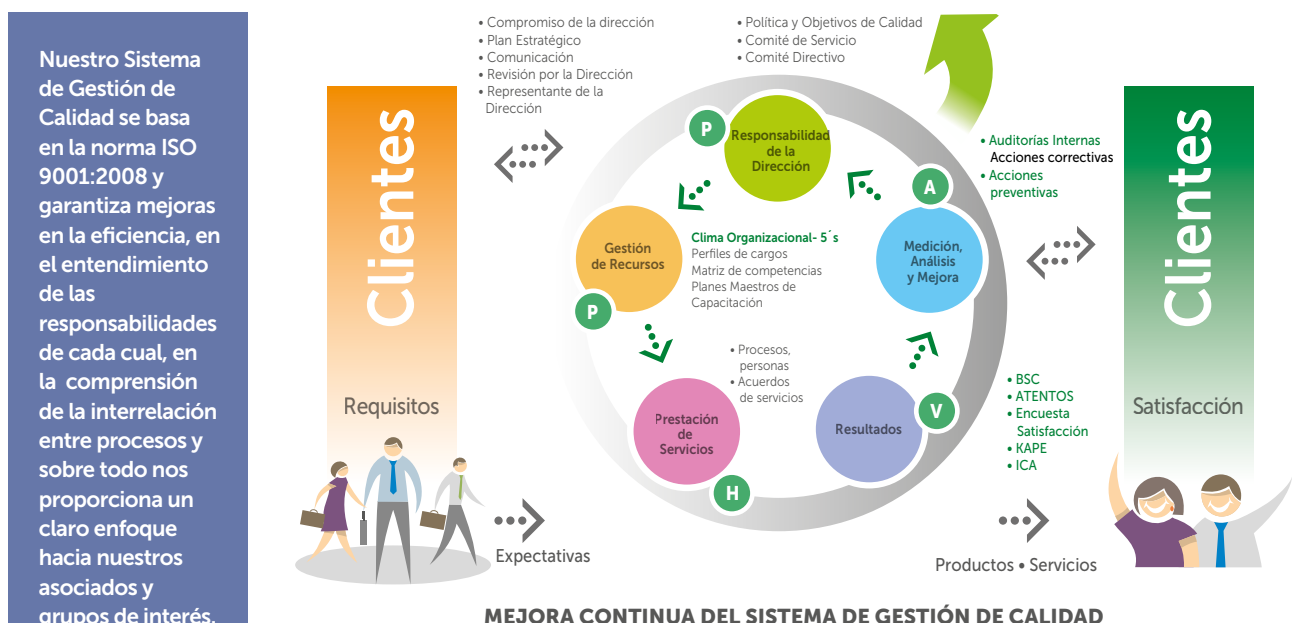 Nuestro Sistema
de Gestión de
Calidad se basa
en la norma ISO
9001:2008 y
garantiza mejoras
en la eficiencia, en
el entendimiento
de las
responsabilidades
de cada cual, en
la comprensión
de la interrelación
entre procesos y
sobre todo nos
proporciona un
claro enfoque
hacia nuestros
asociados y
grupos de interés.
Clientes
Requisitos
• Compromiso de la dirección
• Plan Estratégico
• Comunicación
• Revisión por la Dirección
• Representante de la
Dirección
• Política y Objetivos de Calidad
• Comité de Servicio
• Comité Directivo
P
Responsabilidad
de la
Dirección
A
• Auditorías Internas
Acciones correctivas
• Acciones
preventivas
Gestión
de Recursos
P
Clima Organizacional- 5´s
Perfiles de cargos
Matriz de competencias
Planes Maestros de
Capacitación
Medición,
Análisis
y Mejora
• Procesos,
personas
• Acuerdos
de servicios
Prestación
de
Servicios
H
Resultados
V
• BSC
• ATENTOS
• Encuesta
Satisfacción
• KAPE
• ICA
Clientes
Satisfacción
Expectativas
Productos • Servicios
MEJORA CONTINUA DEL SISTEMA DE GESTIÓN DE CALIDAD